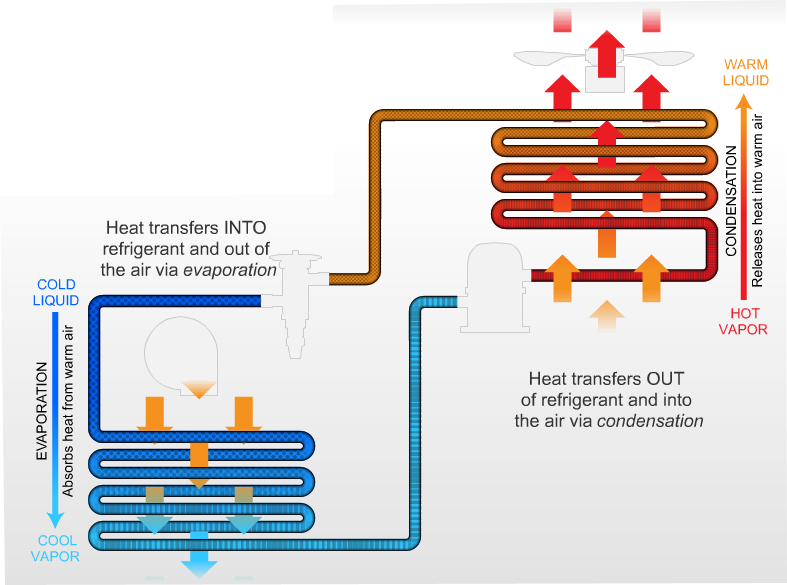 WARM
LIQUID
CONDENSATION
Releases heat into warm air
HOT
VAPOR
Heat transfers INTO
refrigerant and out of
the air via evaporation
COLD
LIQUID
EVAPORATION
Absorbs heat from warm air
COOL
VAPOR
Heat transfers OUT
of refrigerant and into
the air via condensation